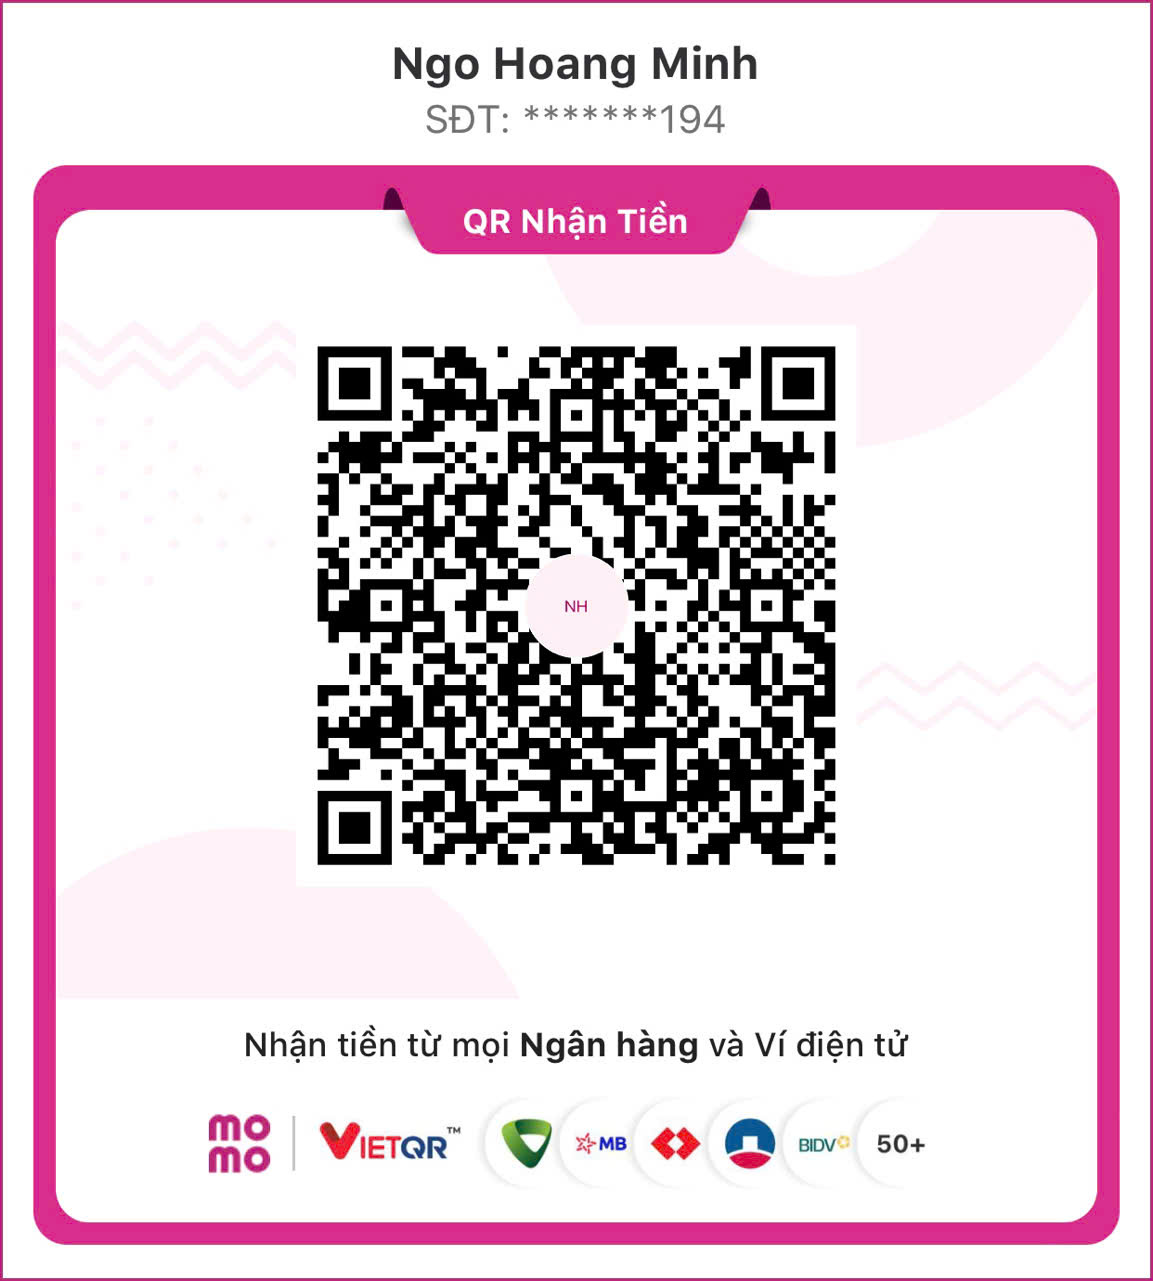 Ngo Hoang Minh
SĐT: *******194
QR Nhận Tiền
NH
Nhận tiền từ mọi Ngân hàng và Ví điện tử
mo
mo
VIETQR™
MB
BIDV
50+